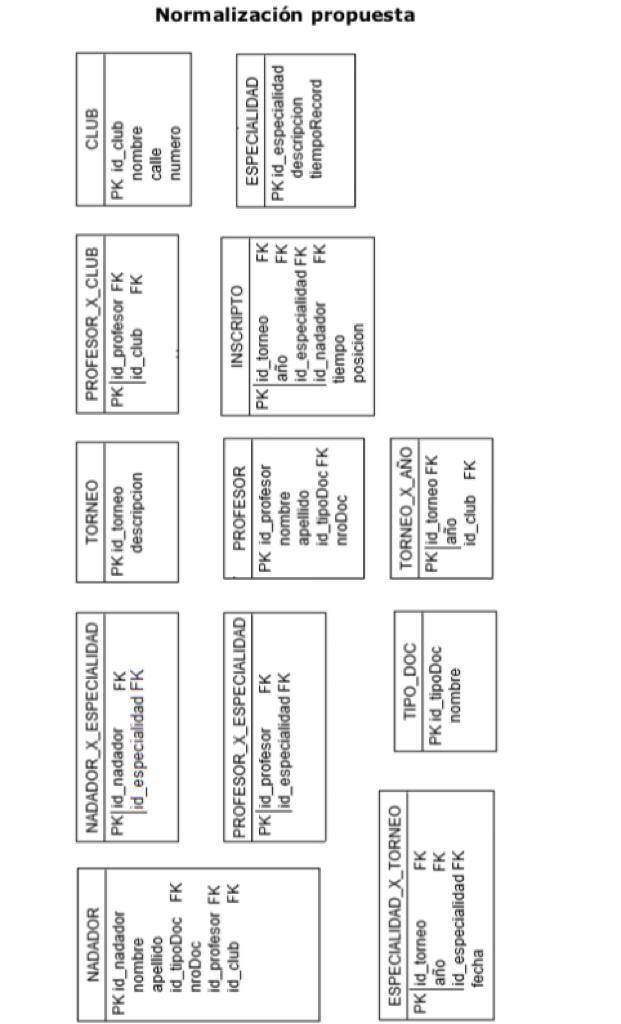 NADADOR
PK id_nadador
nombre
apellido
id_tipoDoc FK
nroDoc
id_profesor FK
id_club FK
NADADOR_X_ESPECIALIDAD
PK id_nadador FK
id_especialidad FK
TORNEO
PK id_torneo
descripcion
PROFESOR_X_CLUB
PK id_profesor FK
id_club FK
CLUB
PK id_club
nombre
calle
numero
PROFESOR_X_ESPECIALIDAD
PK id_profesor FK
id_especialidad FK
PROFESOR
PK id_profesor
nombre
apellido
id_tipoDoc FK
nroDoc
INSCRIPTO
PK id_torneo FK
año FK
id_especialidad FK
id_nadador FK
tiempo
posicion
ESPECIALIDAD
PK id_especialidad
descripcion
tiempoRecord
ESPECIALIDAD_X_TORNEO
PK id_torneo FK
año FK
id_especialidad FK
fecha
TIPO_DOC
PK id_tipoDoc
nombre
TORNEO_X_AÑO
PK id_torneo FK
año
id_club FK
Normalización propuesta